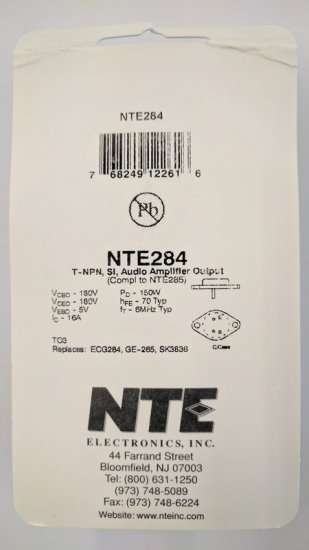 NTE284
7 68249 12261 6
Pb
NTE284
T-NPN, SI, Audio Amplifier Output
(Compl to NTE285)
VCBO - 180V PD - 150W
VCEO - 180V hFE - 70 Typ
VEBO - 5V fT - 6MHz Typ
IC - 16A
TO3
C/Case
Replaces: ECG284, GE-265, SK3836
NTE
ELECTRONICS, INC.
44 Farrand Street
Bloomfield, NJ 07003
Tel: (800) 631-1250
(973) 748-5089
Fax: (973) 748-6224
Website: www.nteinc.com